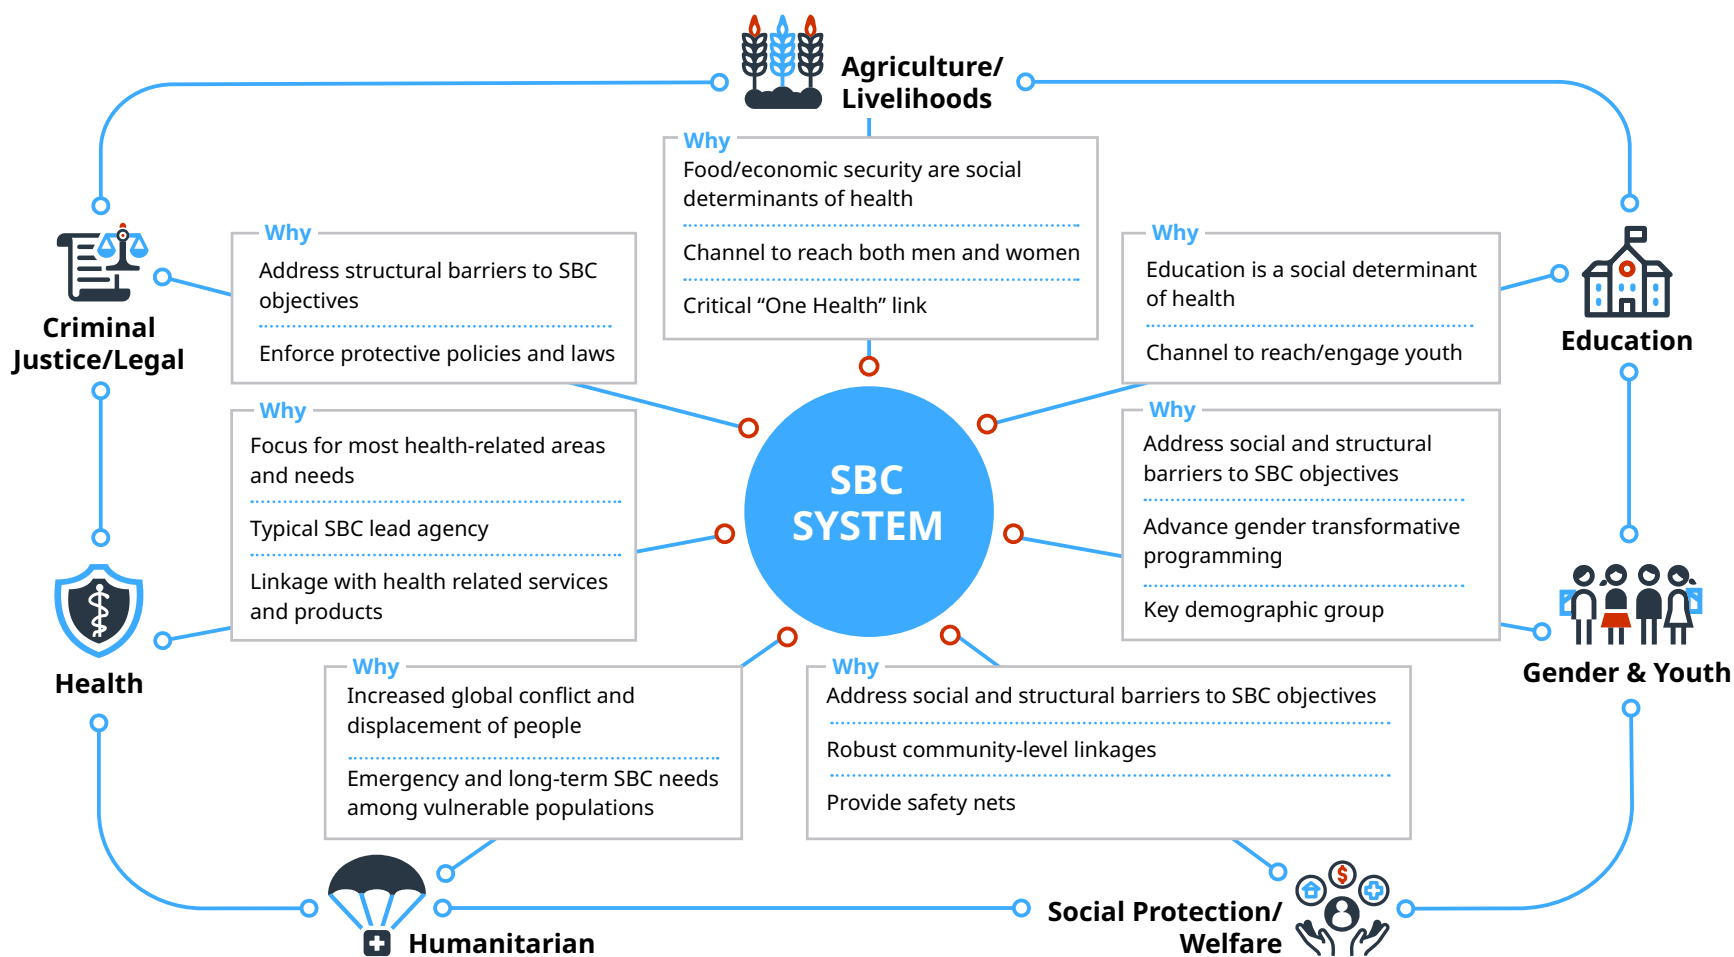 Agriculture/
Livelihoods
Why
Food/economic security are social
determinants of health
Channel to reach both men and women
Critical “One Health” link
Criminal
Justice/Legal
Why
Address structural barriers to SBC
objectives
Enforce protective policies and laws
Why
Education is a social determinant
of health
Channel to reach/engage youth
Education
Why
Focus for most health-related areas
and needs
Typical SBC lead agency
Linkage with health related services
and products
Health
SBC
SYSTEM
Why
Address social and structural
barriers to SBC objectives
Advance gender transformative
programming
Key demographic group
Gender & Youth
Why
Increased global conflict and
displacement of people
Emergency and long-term SBC needs
among vulnerable populations
Humanitarian
Why
Address social and structural barriers to SBC objectives
Robust community-level linkages
Provide safety nets
$
Social Protection/
Welfare